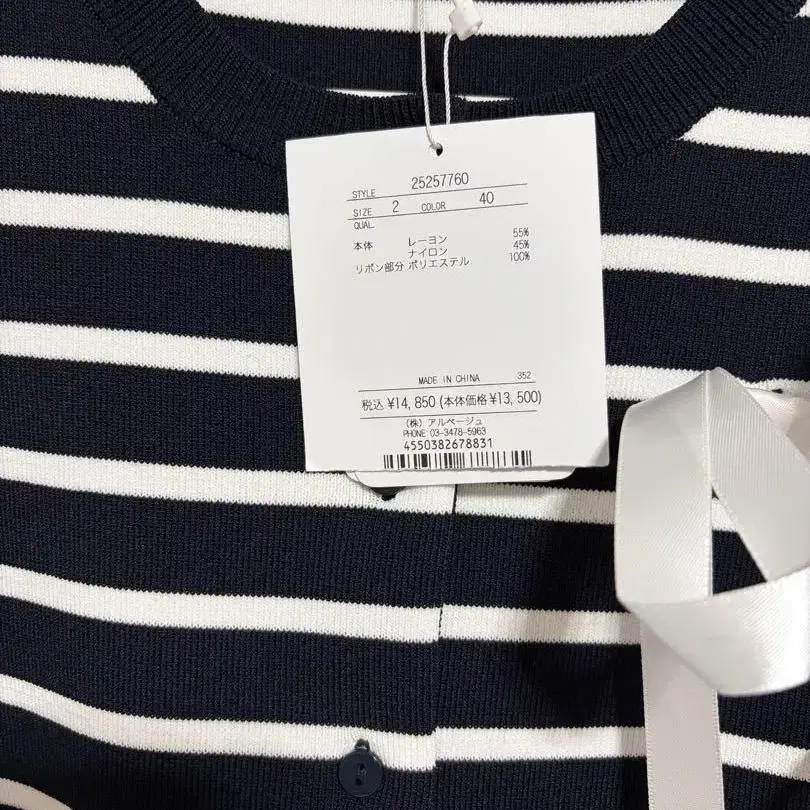 STYLE 25257760
SIZE 2 COLOR 40
QUAL
本体 レーヨン 55%
ナイロン 45%
リボン部分 ポリエステル 100%
MADE IN CHINA 352
税込 ¥14,850(本体価格¥13,500)
(株) アルページュ
PHONE 03-3478-5963
4550382678831